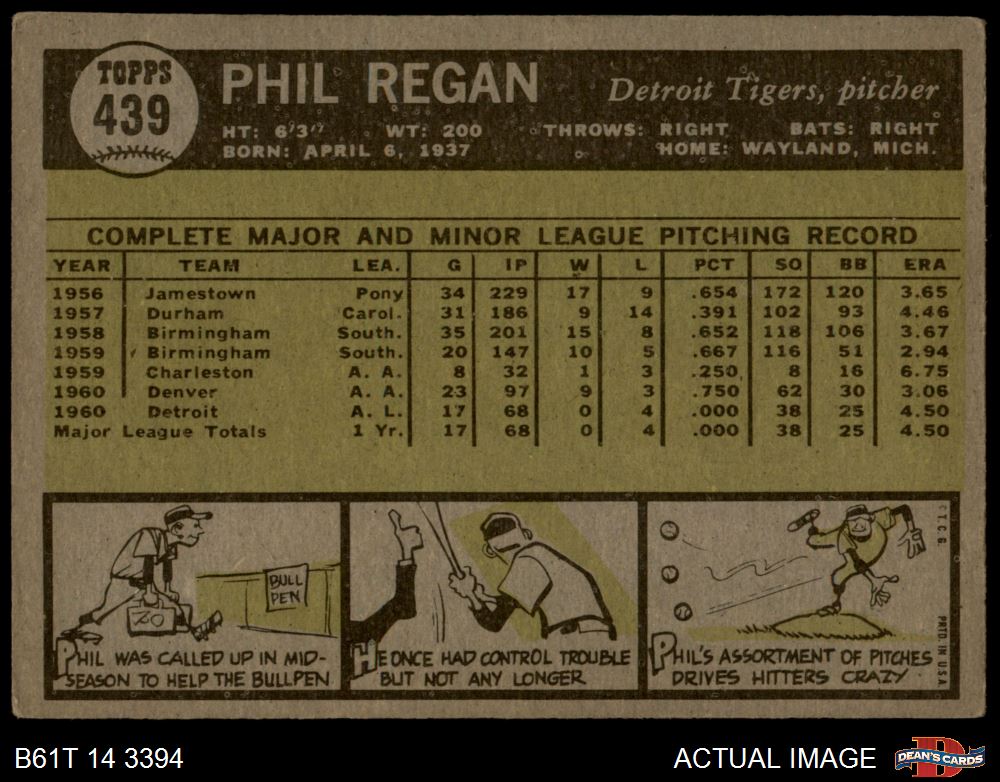 TOPPS
439
PHIL REGAN
Detroit Tigers, pitcher
HT: 6'3" WT: 200 THROWS: RIGHT BATS: RIGHT
BORN: APRIL 6, 1937 HOME: WAYLAND, MICH.
COMPLETE MAJOR AND MINOR LEAGUE PITCHING RECORD
YEAR TEAM LEA. G IP W L PCT SO BB ERA
1956 Jamestown Pony 34 229 17 9 .654 172 120 3.65
1957 Durham Carol. 31 186 9 14 .391 102 93 4.46
1958 Birmingham South. 35 201 15 8 .652 118 106 3.67
1959 Birmingham South. 20 147 10 5 .667 116 51 2.94
1959 Charleston A. A. 8 32 1 3 .250 8 16 6.75
1960 Denver A. A. 23 97 9 3 .750 62 30 3.06
1960 Detroit A. L. 17 68 0 4 .000 38 25 4.50
Major League Totals 1 Yr. 17 68 0 4 .000 38 25 4.50
BULL
PEN
ZO
PHIL WAS CALLED UP IN MID-
SEASON TO HELP THE BULLPEN
HE ONCE HAD CONTROL TROUBLE
BUT NOT ANY LONGER
PHIL'S ASSORTMENT OF PITCHES
DRIVES HITTERS CRAZY
© T. C. G.
PRTD. IN U.S.A.
B61T 14 3394
ACTUAL IMAGE
D
DEAN'S CARDS